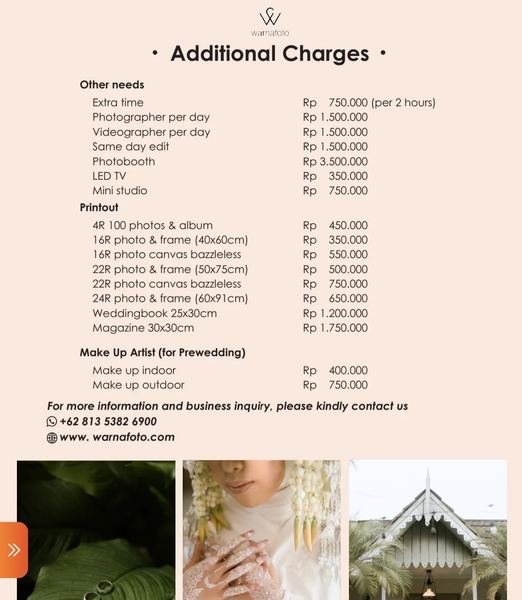 warnafoto
• Additional Charges •
Other needs
Extra time Rp 750.000 (per 2 hours)
Photographer per day Rp 1.500.000
Videographer per day Rp 1.500.000
Same day edit Rp 1.500.000
Photobooth Rp 3.500.000
LED TV Rp 350.000
Mini studio Rp 750.000
Printout
4R 100 photos & album Rp 450.000
16R photo & frame (40x60cm) Rp 350.000
16R photo canvas bazzleless Rp 550.000
22R photo & frame (50x75cm) Rp 500.000
22R photo canvas bazzleless Rp 750.000
24R photo & frame (60x91cm) Rp 650.000
Weddingbook 25x30cm Rp 1.200.000
Magazine 30x30cm Rp 1.750.000
Make Up Artist (for Prewedding)
Make up indoor Rp 400.000
Make up outdoor Rp 750.000
For more information and business inquiry, please kindly contact us
+62 813 5382 6900
www. warnafoto.com